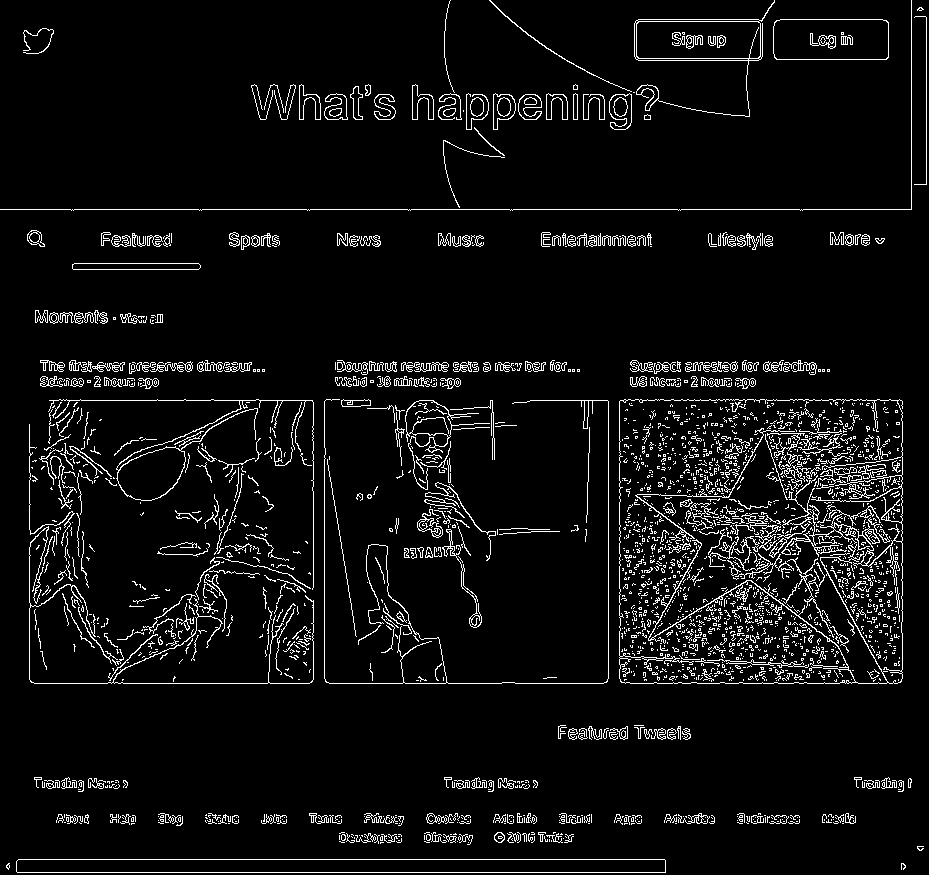 Sign up
Log in
What's happening?
Featured
Sports
News
Music
Entertainment
Lifestyle
More
Moments · View all
The first-ever preserved dinosaur...
Science · 2 hours ago
Doughnut resume sets a new bar for...
Weird · 36 minutes ago
Suspect arrested for defacing...
US News · 2 hours ago
Featured Tweets
Trending News »
Trending News »
Trending
About Help Blog Status Jobs Terms Privacy Cookies Ads info Brand Apps Advertise Businesses Media
Developers Directory © 2016 Twitter